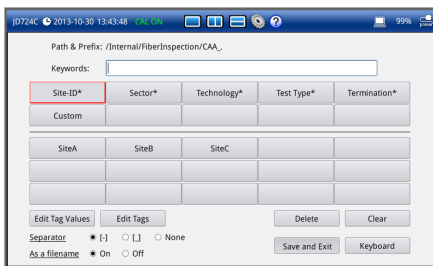 JD724C 2013-10-30 13:43:48 CAL ON 99%
Path & Prefix: /Internal/FiberInspection/CAA_,
Keywords:
Site-ID* Sector* Technology* Test Type* Termination*
Custom
SiteA SiteB SiteC
Edit Tag Values Edit Tags Delete Clear
Separator [-] [_] None
As a filename On Off
Save and Exit Keyboard